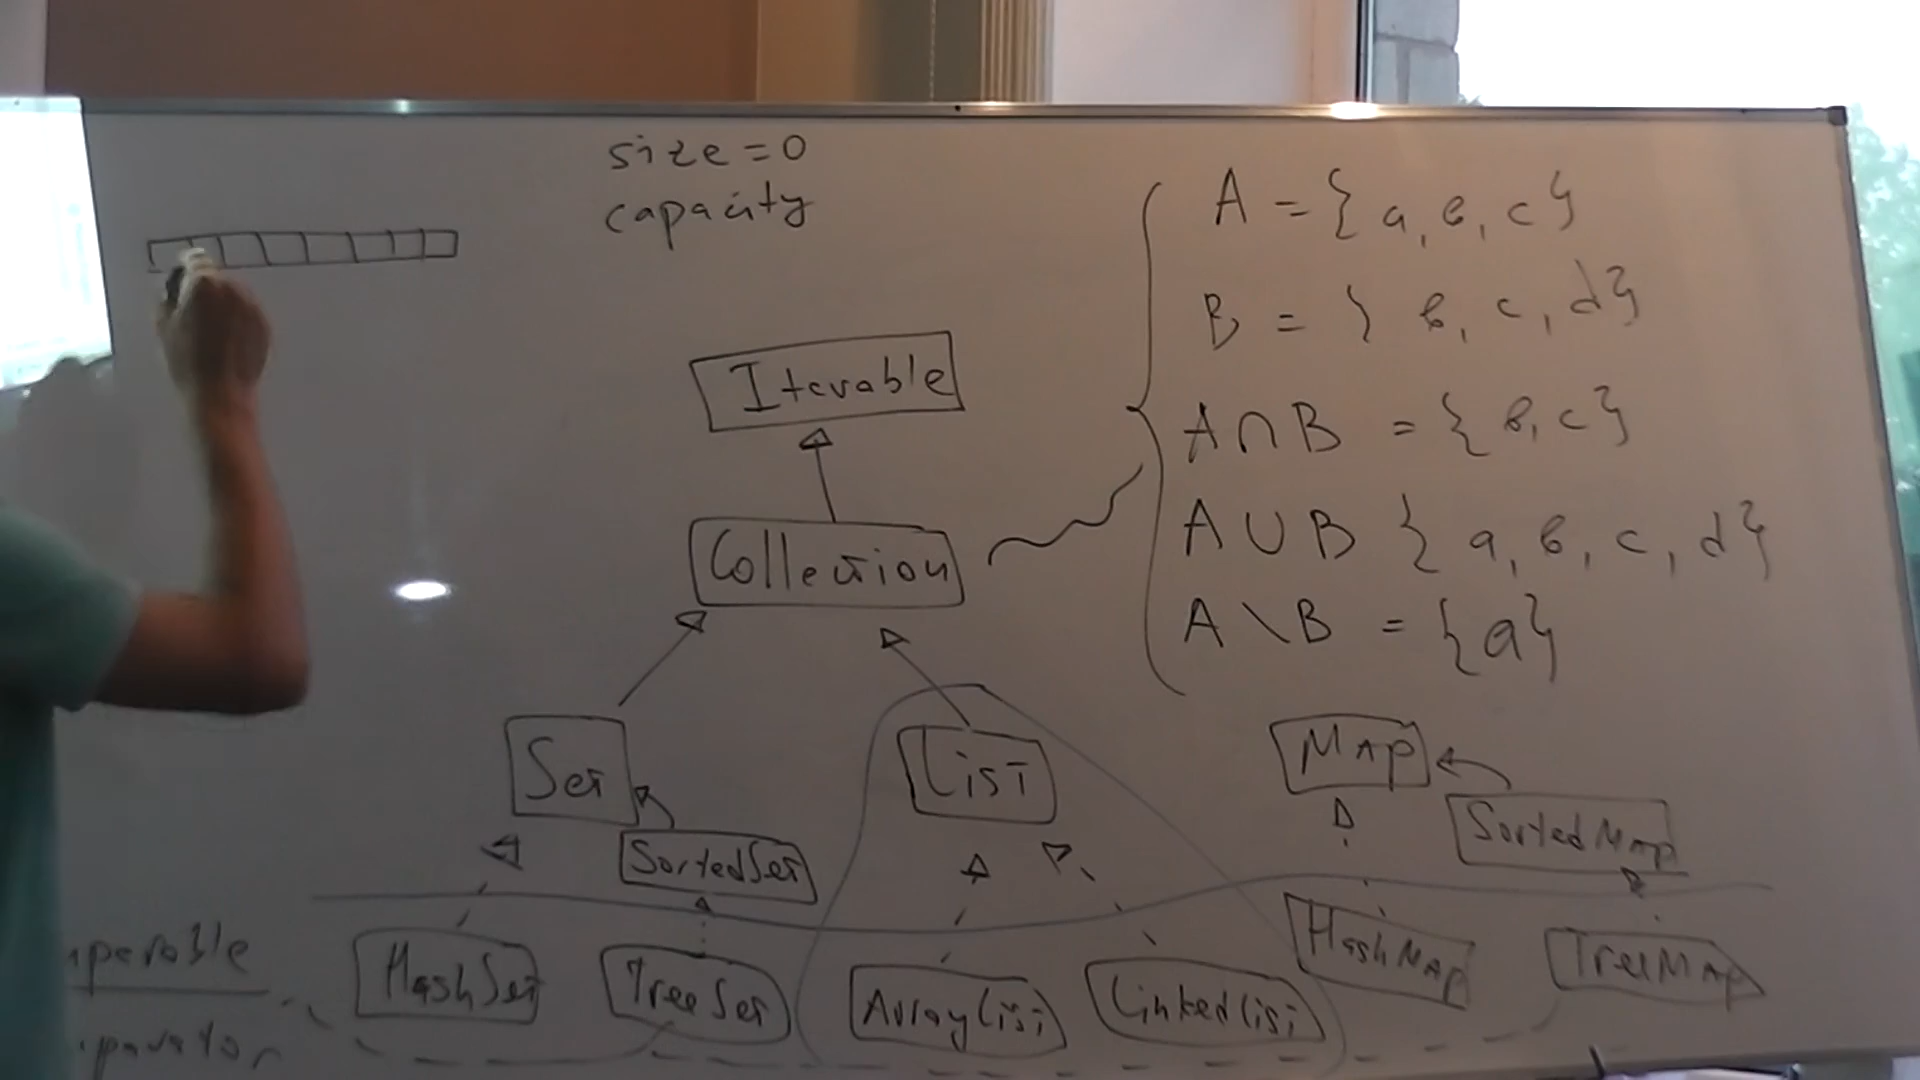 size = 0
capacity
A = { a, b, c }
B = { b, c, d }
A ∩ B = { b, c }
A ∪ B { a, b, c, d }
A \ B = { a }
Iterable
Collection
Set
List
Map
SortedSet
SortedMap
HashSet
TreeSet
ArrayList
LinkedList
HashMap
TreeMap